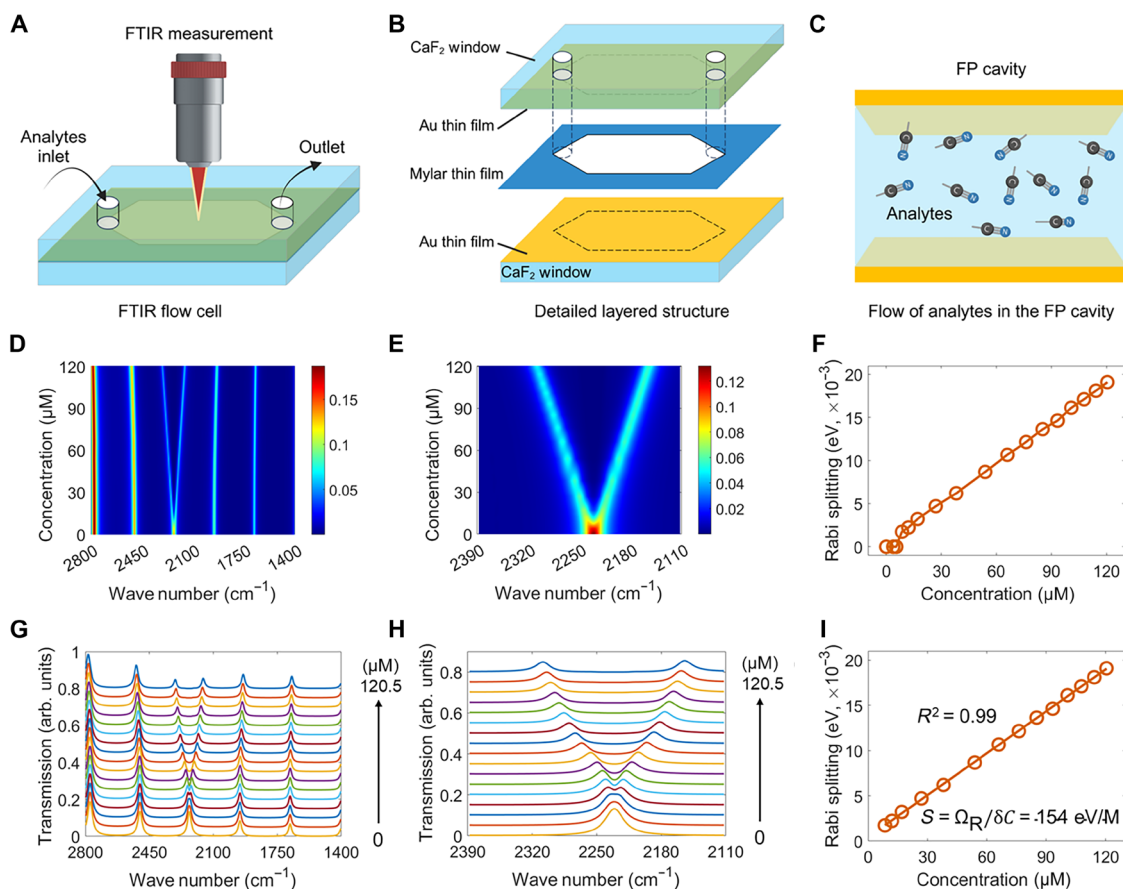 A
FTIR measurement
Analytes
inlet
Outlet
FTIR flow cell
B
CaF₂ window
Au thin film
Mylar thin film
Au thin film
CaF₂ window
Detailed layered structure
C
FP cavity
C N
C N
C N
C N
C N
C N
C N
C N
C N
C N
C N
Analytes
Flow of analytes in the FP cavity
D
Concentration (μM)
120
90
60
30
0
2800 2450 2100 1750 1400
Wave number (cm⁻¹)
0.15
0.10
0.05
E
Concentration (μM)
120
90
60
30
0
2390 2320 2250 2180 2110
Wave number (cm⁻¹)
0.12
0.10
0.08
0.06
0.04
0.02
F
Rabi splitting (eV, ×10⁻³)
20
15
10
5
0
0 30 60 90 120
Concentration (μM)
G
Transmission (arb. units)
1
0.8
0.6
0.4
0.2
0
2800 2450 2100 1750 1400
Wave number (cm⁻¹)
(μM)
120.5
0
H
Transmission (arb. units)
0.8
0.6
0.4
0.2
0
2390 2320 2250 2180 2110
Wave number (cm⁻¹)
(μM)
120.5
0
I
Rabi splitting (eV, ×10⁻³)
20
15
10
5
0
R² = 0.99
S = Ω_R/δC = 154 eV/M
0 20 40 60 80 100 120
Concentration (μM)